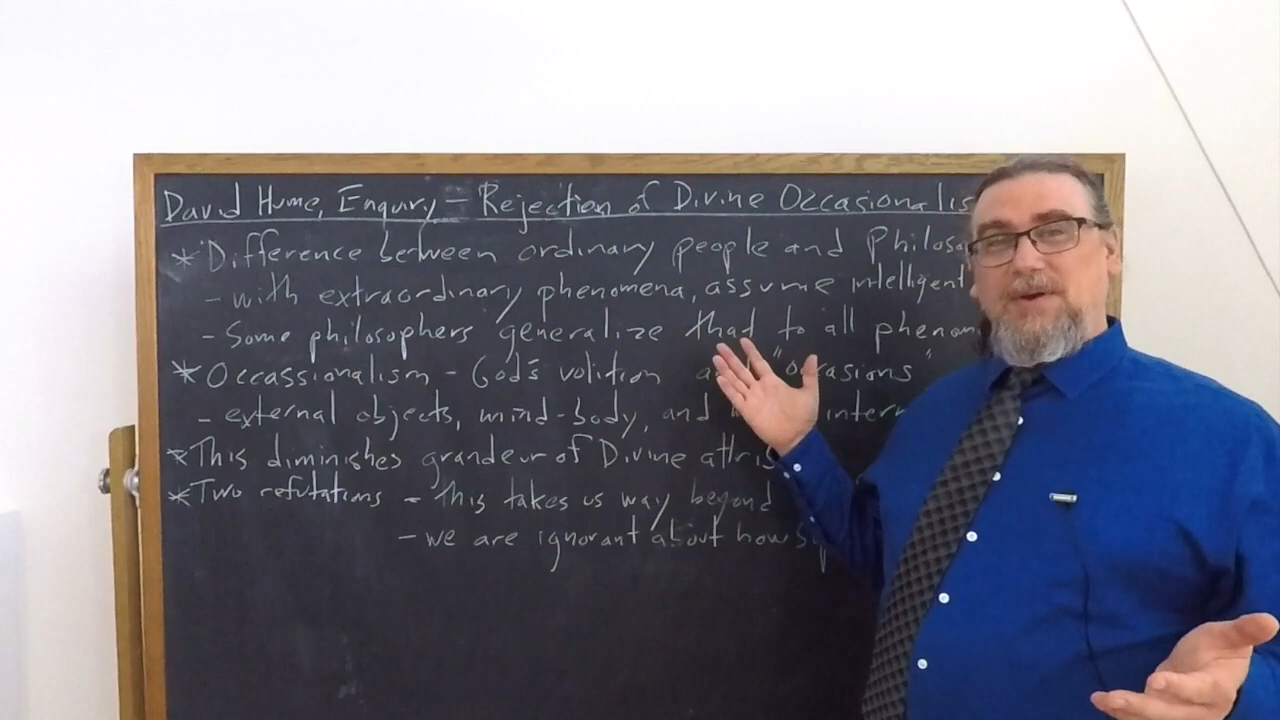 David Hume, Enquiry - Rejection of Divine Occasionalis
* Difference between ordinary people and Philoso
- with extraordinary phenomena, assume intelligent
- Some philosophers generalize that to all phenom
* Occassionalism - God's volition "occasions"
- external objects, mind-body, and intern
* This diminishes grandeur of Divine attrib
* Two refutations - this takes us way beyond
- we are ignorant about how